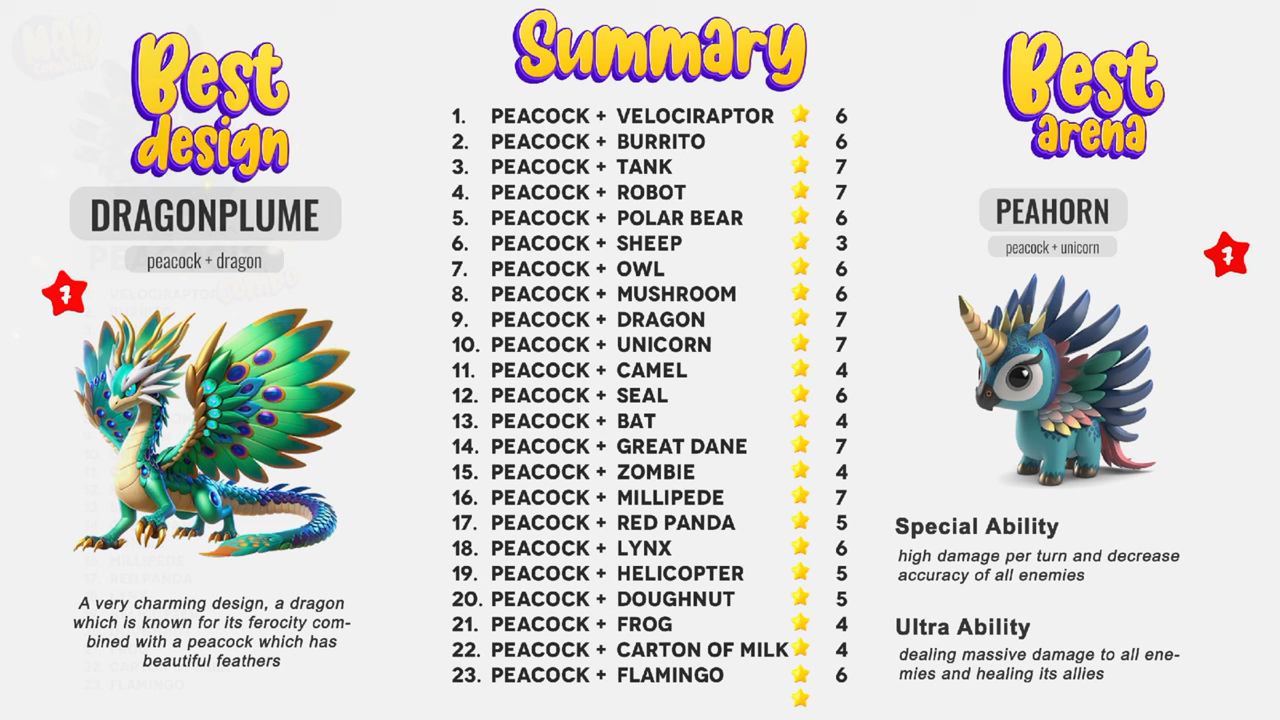 Best
design
DRAGONPLUME
peacock + dragon
7
A very charming design, a dragon
which is known for its ferocity com-
bined with a peacock which has
beautiful feathers
Summary
1. PEACOCK + VELOCIRAPTOR 6
2. PEACOCK + BURRITO 6
3. PEACOCK + TANK 7
4. PEACOCK + ROBOT 7
5. PEACOCK + POLAR BEAR 6
6. PEACOCK + SHEEP 3
7. PEACOCK + OWL 6
8. PEACOCK + MUSHROOM 6
9. PEACOCK + DRAGON 7
10. PEACOCK + UNICORN 7
11. PEACOCK + CAMEL 4
12. PEACOCK + SEAL 6
13. PEACOCK + BAT 4
14. PEACOCK + GREAT DANE 7
15. PEACOCK + ZOMBIE 4
16. PEACOCK + MILLIPEDE 7
17. PEACOCK + RED PANDA 5
18. PEACOCK + LYNX 6
19. PEACOCK + HELICOPTER 5
20. PEACOCK + DOUGHNUT 5
21. PEACOCK + FROG 4
22. PEACOCK + CARTON OF MILK 4
23. PEACOCK + FLAMINGO 6
Best
arena
PEAHORN
peacock + unicorn
7
Special Ability
high damage per turn and decrease
accuracy of all enemies
Ultra Ability
dealing massive damage to all ene-
mies and healing its allies